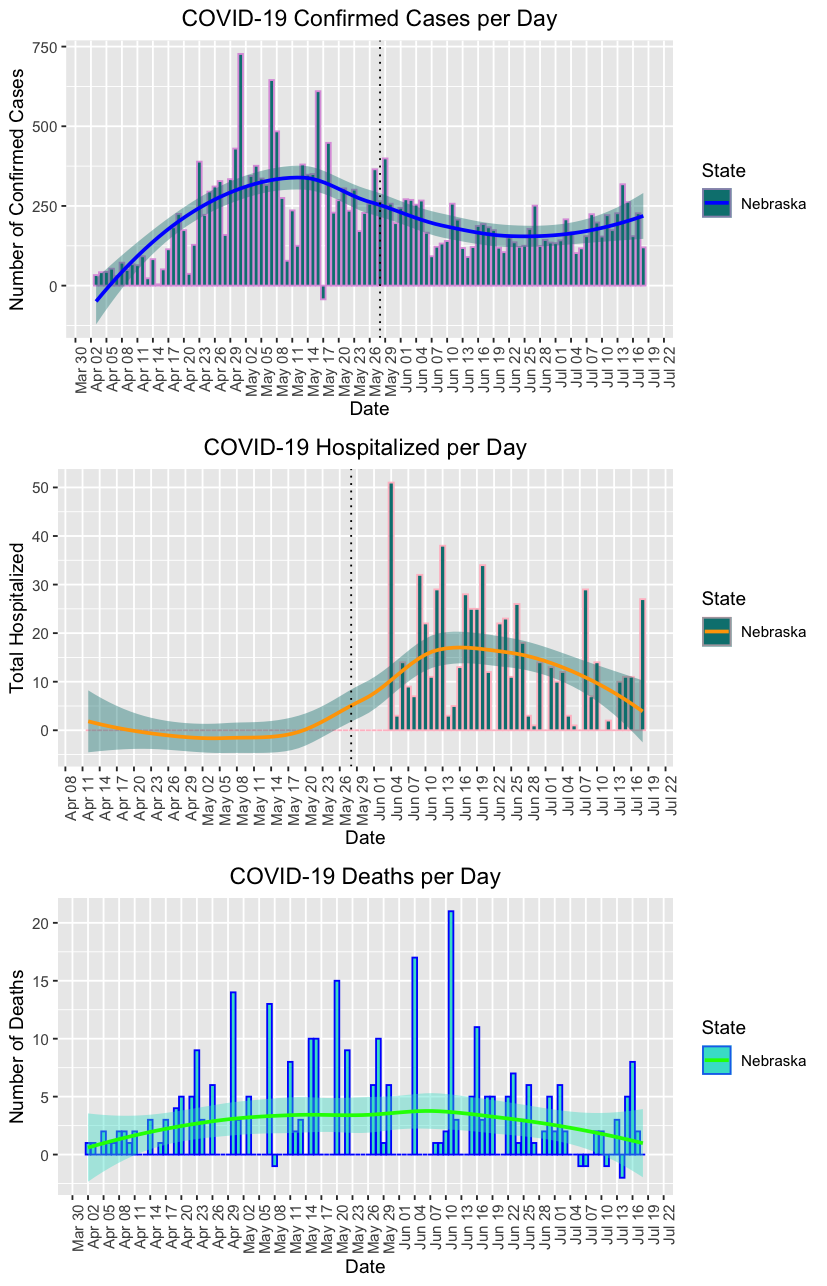 COVID-19 Confirmed Cases per Day
Number of Confirmed Cases
750
500
250
0
Mar 30
Apr 02
Apr 05
Apr 08
Apr 11
Apr 14
Apr 17
Apr 20
Apr 23
Apr 26
Apr 29
May 02
May 05
May 08
May 11
May 14
May 17
May 20
May 23
May 26
May 29
Jun 01
Jun 04
Jun 07
Jun 10
Jun 13
Jun 16
Jun 19
Jun 22
Jun 25
Jun 28
Jul 01
Jul 04
Jul 07
Jul 10
Jul 13
Jul 16
Jul 19
Jul 22
Date
State
Nebraska
COVID-19 Hospitalized per Day
Total Hospitalized
50
40
30
20
10
0
Apr 08
Apr 11
Apr 14
Apr 17
Apr 20
Apr 23
Apr 26
Apr 29
May 02
May 05
May 08
May 11
May 14
May 17
May 20
May 23
May 26
May 29
Jun 01
Jun 04
Jun 07
Jun 10
Jun 13
Jun 16
Jun 19
Jun 22
Jun 25
Jun 28
Jul 01
Jul 04
Jul 07
Jul 10
Jul 13
Jul 16
Jul 19
Jul 22
Date
State
Nebraska
COVID-19 Deaths per Day
Number of Deaths
20
15
10
5
0
Mar 30
Apr 02
Apr 05
Apr 08
Apr 11
Apr 14
Apr 17
Apr 20
Apr 23
Apr 26
Apr 29
May 02
May 05
May 08
May 11
May 14
May 17
May 20
May 23
May 26
May 29
Jun 01
Jun 04
Jun 07
Jun 10
Jun 13
Jun 16
Jun 19
Jun 22
Jun 25
Jun 28
Jul 01
Jul 04
Jul 07
Jul 10
Jul 13
Jul 16
Jul 19
Jul 22
Date
State
Nebraska